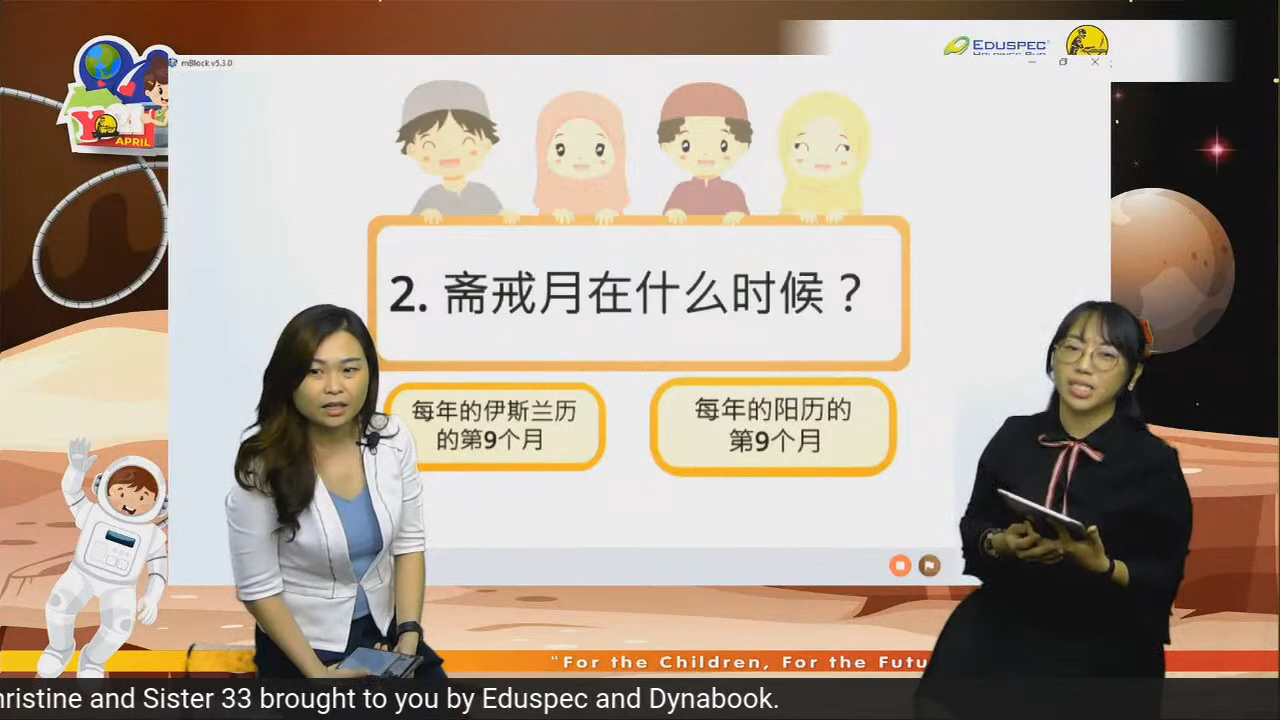 EDUSPEC
mBlock v5.3.0
APRIL
2. 斋戒月在什么时候？
每年的伊斯兰历
的第9个月
每年的阳历的
第9个月
"For the Children, For the Futu
hristine and Sister 33 brought to you by Eduspec and Dynabook.